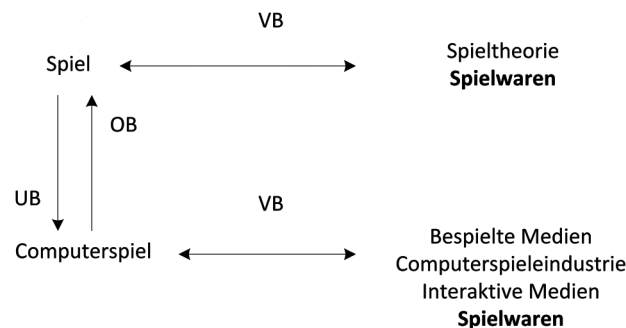 VB
Spiel
Spieltheorie
Spielwaren
OB
UB
VB
Computerspiel
Bespielte Medien
Computerspieleindustrie
Interaktive Medien
Spielwaren